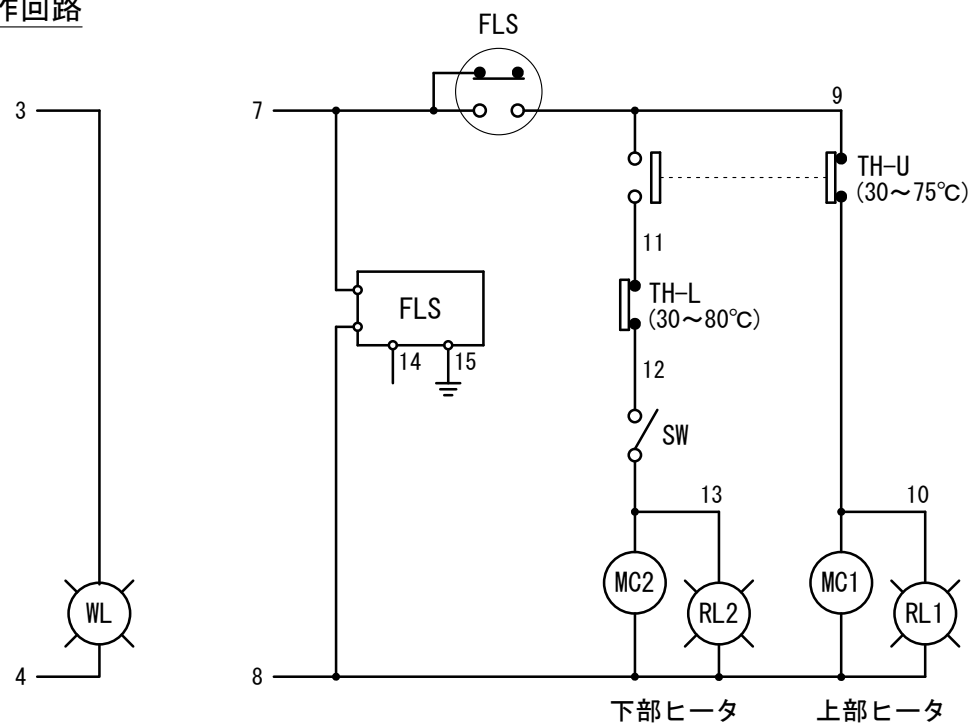 作回路
FLS
3
7
9
TH-U
(30～75℃)
11
TH-L
(30～80℃)
FLS
14
15
12
SW
13
10
WL
MC2
RL2
MC1
RL1
4
8
下部ヒータ
上部ヒータ